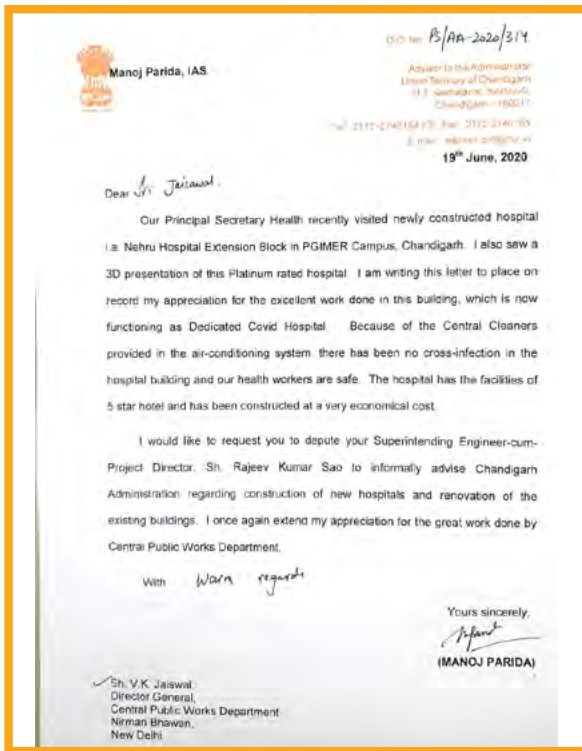 D.O. No. PS/AA-2020/314
Manoj Parida, IAS
Adviser to the Administrator
Union Territory of Chandigarh
Chandigarh - 160017
19th June, 2020
Dear Sri Jaisawal.
Our Principal Secretary Health recently visited newly constructed hospital
i.e. Nehru Hospital Extension Block in PGIMER Campus, Chandigarh. I also saw a
3D presentation of this Platinum rated hospital. I am writing this letter to place on
record my appreciation for the excellent work done in this building, which is now
functioning as Dedicated Covid Hospital. Because of the Central Cleaners
provided in the air-conditioning system, there has been no cross-infection in the
hospital building and our health workers are safe. The hospital has the facilities of
5 star hotel and has been constructed at a very economical cost.
I would like to request you to depute your Superintending Engineer-cum-
Project Director, Sh. Rajeev Kumar Sao to informally advise Chandigarh
Administration regarding construction of new hospitals and renovation of the
existing buildings. I once again extend my appreciation for the great work done by
Central Public Works Department.
With Warm regards
Yours sincerely,
(MANOJ PARIDA)
Sh. V.K. Jaiswal,
Director General,
Central Public Works Department
Nirman Bhawan,
New Delhi